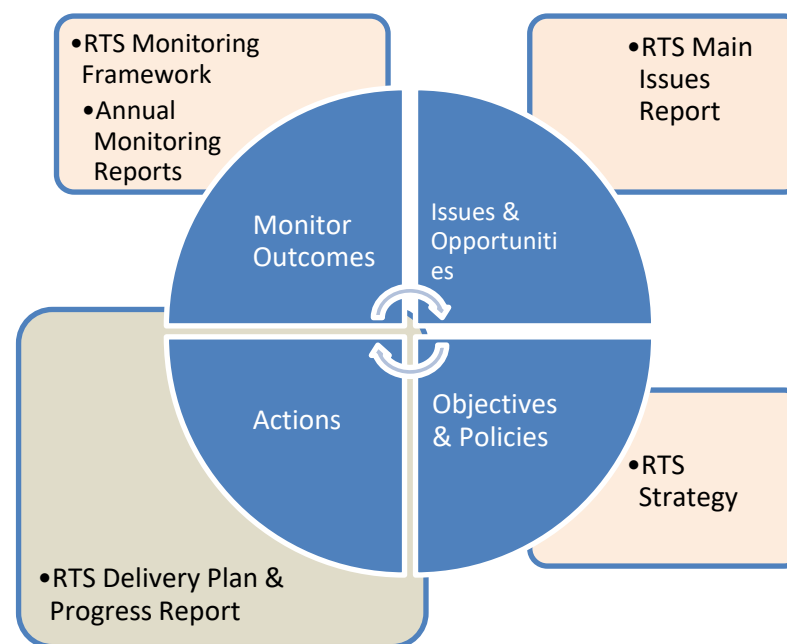 •RTS Monitoring
Framework
•Annual
Monitoring
Reports
•RTS Main
Issues
Report
Monitor
Outcomes
Issues &
Opportuniti
es
Actions
Objectives
& Policies
•RTS Delivery Plan &
Progress Report
•RTS
Strategy